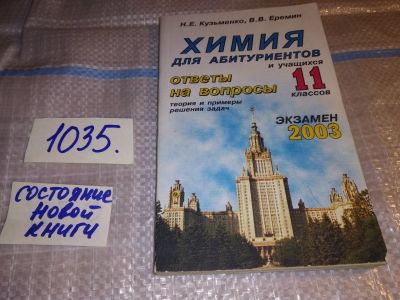 Н.Е. Кузьменко, В.В. Еремин
ХИМИЯ
ДЛЯ АБИТУРИЕНТОВ
и учащихся
11
классов
ответы
на вопросы
теория и примеры
решения задач
ЭКЗАМЕН
2003
1035.
СОСТОЯНИЕ
НОВОЙ
КНИГИ